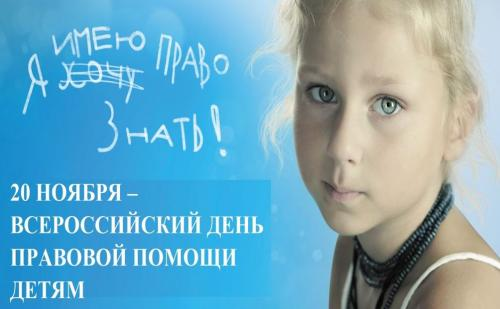 ИМЕЮ
Я ХОЧУ ПРАВО
ЗНАТЬ!
20 НОЯБРЯ –
ВСЕРОССИЙСКИЙ ДЕНЬ
ПРАВОВОЙ ПОМОЩИ
ДЕТЯМ